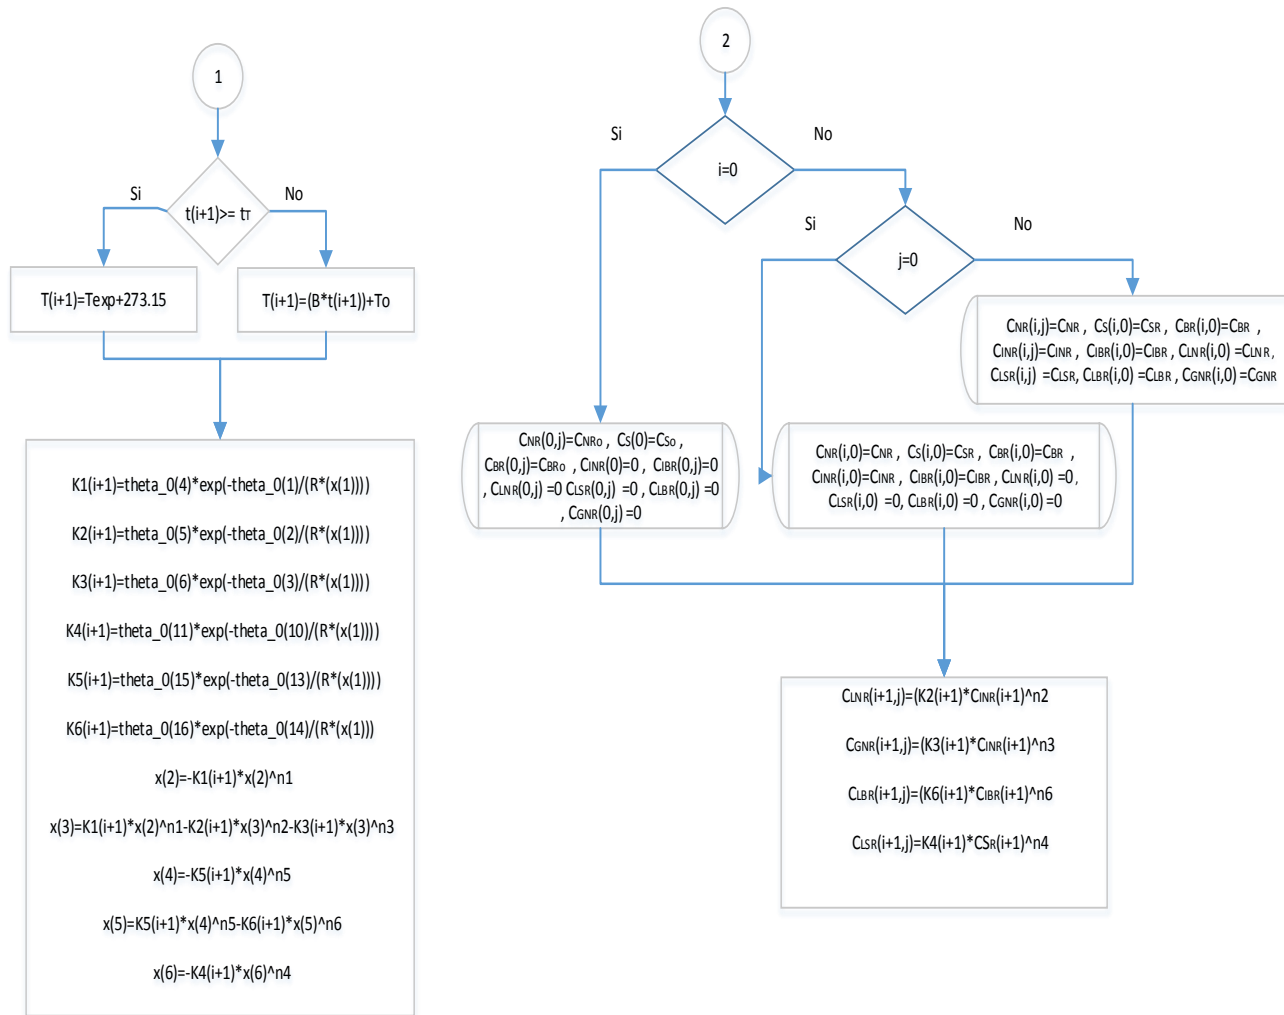 1
Si
No
t(i+1)>= tT
T(i+1)=Texp+273.15
T(i+1)=(B*t(i+1))+To
K1(i+1)=theta_0(4)*exp(-theta_0(1)/(R*(x(1))))
K2(i+1)=theta_0(5)*exp(-theta_0(2)/(R*(x(1))))
K3(i+1)=theta_0(6)*exp(-theta_0(3)/(R*(x(1))))
K4(i+1)=theta_0(11)*exp(-theta_0(10)/(R*(x(1))))
K5(i+1)=theta_0(15)*exp(-theta_0(13)/(R*(x(1))))
K6(i+1)=theta_0(16)*exp(-theta_0(14)/(R*(x(1)))
x(2)=-K1(i+1)*x(2)^n1
x(3)=K1(i+1)*x(2)^n1-K2(i+1)*x(3)^n2-K3(i+1)*x(3)^n3
x(4)=-K5(i+1)*x(4)^n5
x(5)=K5(i+1)*x(4)^n5-K6(i+1)*x(5)^n6
x(6)=-K4(i+1)*x(6)^n4
2
Si
No
i=0
Si
No
j=0
CNR(i,j)=CNR , CS(i,0)=CSR , CBR(i,0)=CBR ,
CINR(i,j)=CINR , CIBR(i,0)=CIBR , CLNR(i,0) =CLNR ,
CLSR(i,j) =CLSR, CLBR(i,0) =CLBR , CGNR(i,0) =CGNR
CNR(0,j)=CNRo , CS(0)=CSo ,
CBR(0,j)=CBRo , CINR(0)=0 , CIBR(0,j)=0
, CLNR(0,j) =0 CLSR(0,j) =0 , CLBR(0,j) =0
, CGNR(0,j) =0
CNR(i,0)=CNR , CS(i,0)=CSR , CBR(i,0)=CBR ,
CINR(i,0)=CINR , CIBR(i,0)=CIBR , CLNR(i,0) =0 ,
CLSR(i,0) =0, CLBR(i,0) =0 , CGNR(i,0) =0
CLNR(i+1,j)=(K2(i+1)*CINR(i+1)^n2
CGNR(i+1,j)=(K3(i+1)*CINR(i+1)^n3
CLBR(i+1,j)=(K6(i+1)*CIBR(i+1)^n6
CLSR(i+1,j)=K4(i+1)*CSR(i+1)^n4